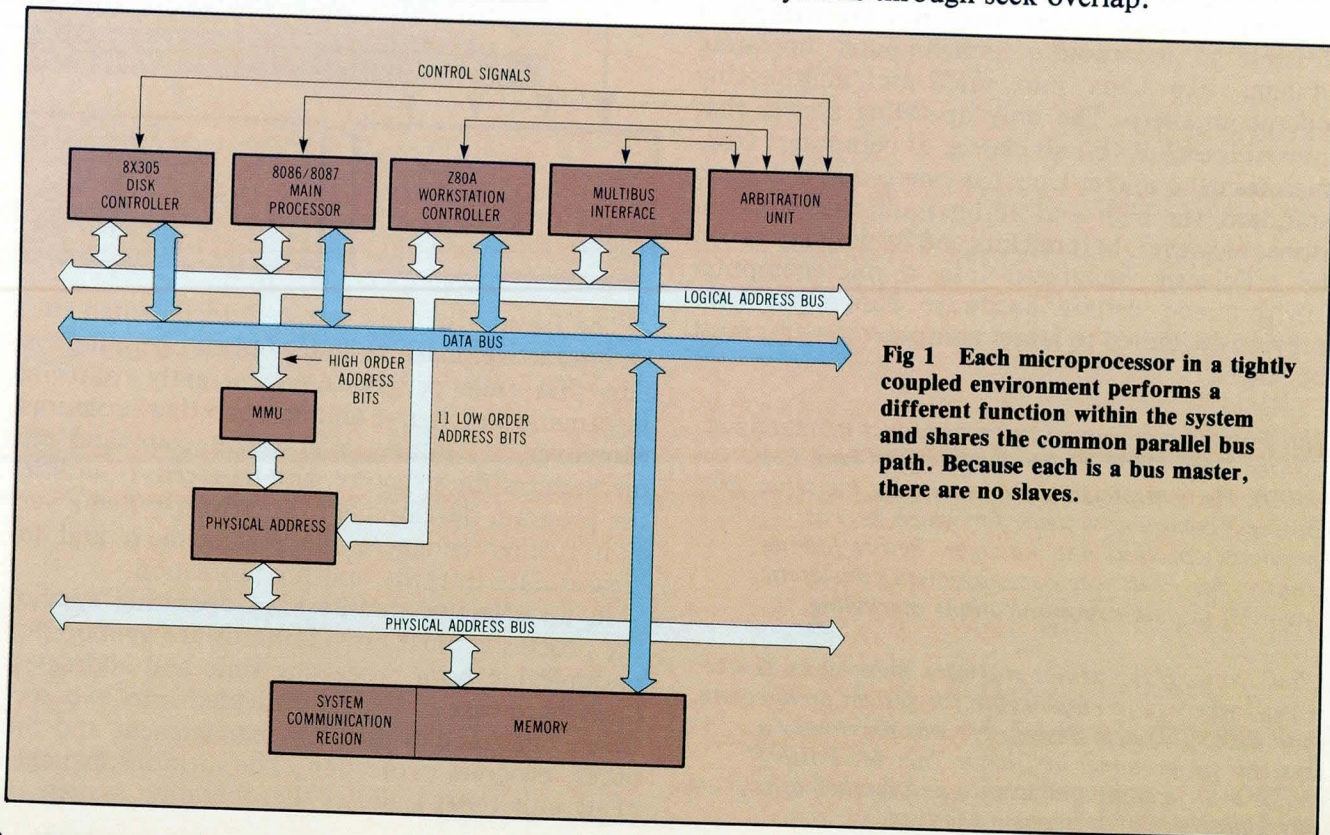 through seek overlap.
CONTROL SIGNALS
8X305
DISK
CONTROLLER
8086/8087
MAIN
PROCESSOR
Z80A
WORKSTATION
CONTROLLER
MULTIBUS
INTERFACE
ARBITRATION
UNIT
LOGICAL ADDRESS BUS
DATA BUS
HIGH ORDER
ADDRESS
BITS
MMU
11 LOW ORDER
ADDRESS BITS
PHYSICAL ADDRESS
PHYSICAL ADDRESS BUS
SYSTEM
COMMUNICATION
REGION
MEMORY
Fig 1 Each microprocessor in a tightly
coupled environment performs a
different function within the system
and shares the common parallel bus
path. Because each is a bus master,
there are no slaves.